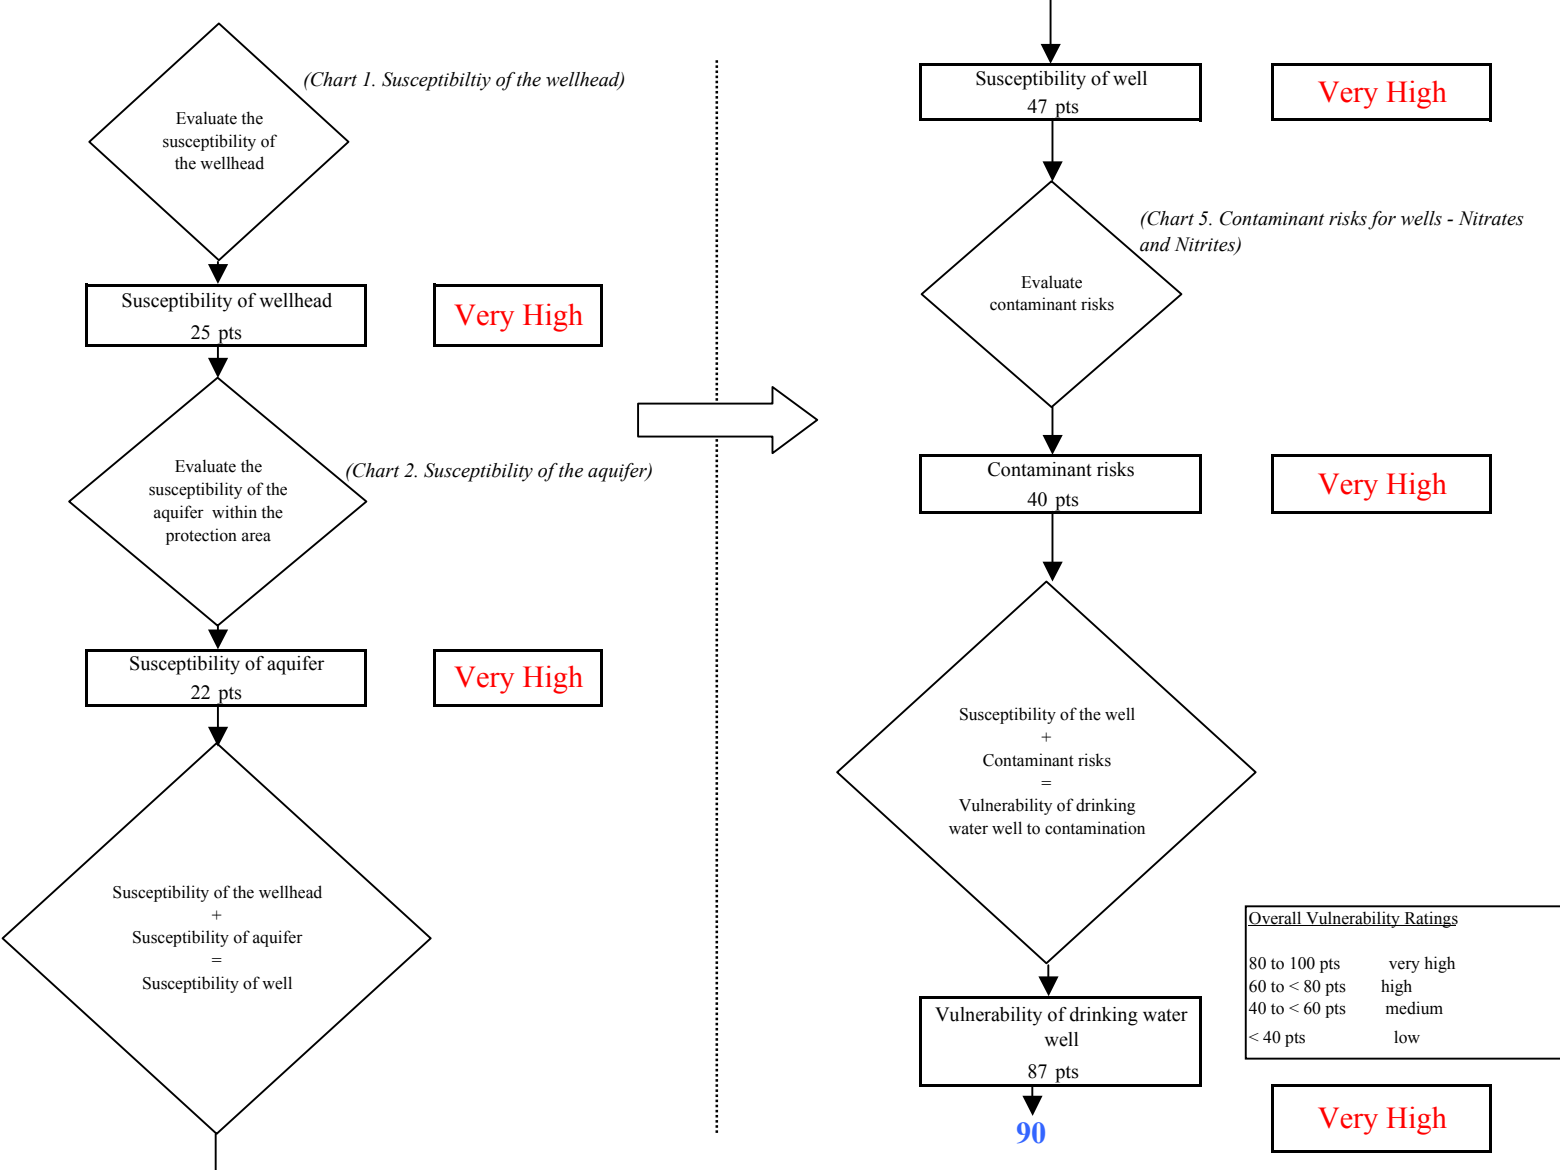 (Chart 1. Susceptibiltiy of the wellhead)
Evaluate the
susceptibility of
the wellhead
Susceptibility of wellhead
25 pts
Very High
Evaluate the
susceptibility of the
aquifer within the
protection area
(Chart 2. Susceptibility of the aquifer)
Susceptibility of aquifer
22 pts
Very High
Susceptibility of the wellhead
+
Susceptibility of aquifer
=
Susceptibility of well
Susceptibility of well
47 pts
Very High
(Chart 5. Contaminant risks for wells - Nitrates
and Nitrites)
Evaluate
contaminant risks
Contaminant risks
40 pts
Very High
Susceptibility of the well
+
Contaminant risks
=
Vulnerability of drinking
water well to contamination
Overall Vulnerability Ratings
80 to 100 pts very high
60 to < 80 pts high
40 to < 60 pts medium
< 40 pts low
Vulnerability of drinking water
well
87 pts
90
Very High